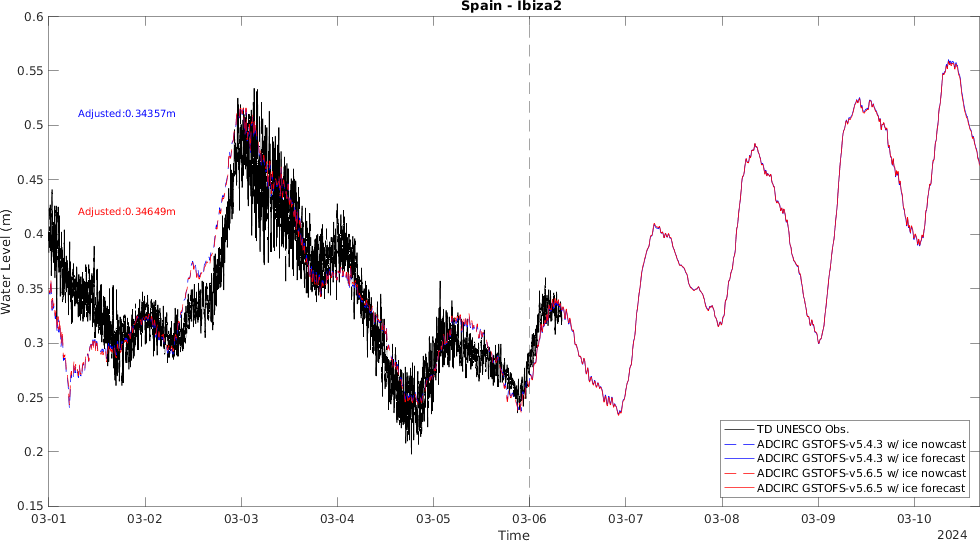 Spain - Ibiza2
0.6
0.55
0.5
0.45
0.4
0.35
0.3
0.25
0.2
0.15
Water Level (m)
Adjusted:0.34357m
Adjusted:0.34649m
TD UNESCO Obs.
ADCIRC GSTOFS-v5.4.3 w/ ice nowcast
ADCIRC GSTOFS-v5.4.3 w/ ice forecast
ADCIRC GSTOFS-v5.6.5 w/ ice nowcast
ADCIRC GSTOFS-v5.6.5 w/ ice forecast
03-01 03-02 03-03 03-04 03-05 03-06 03-07 03-08 03-09 03-10
Time
2024